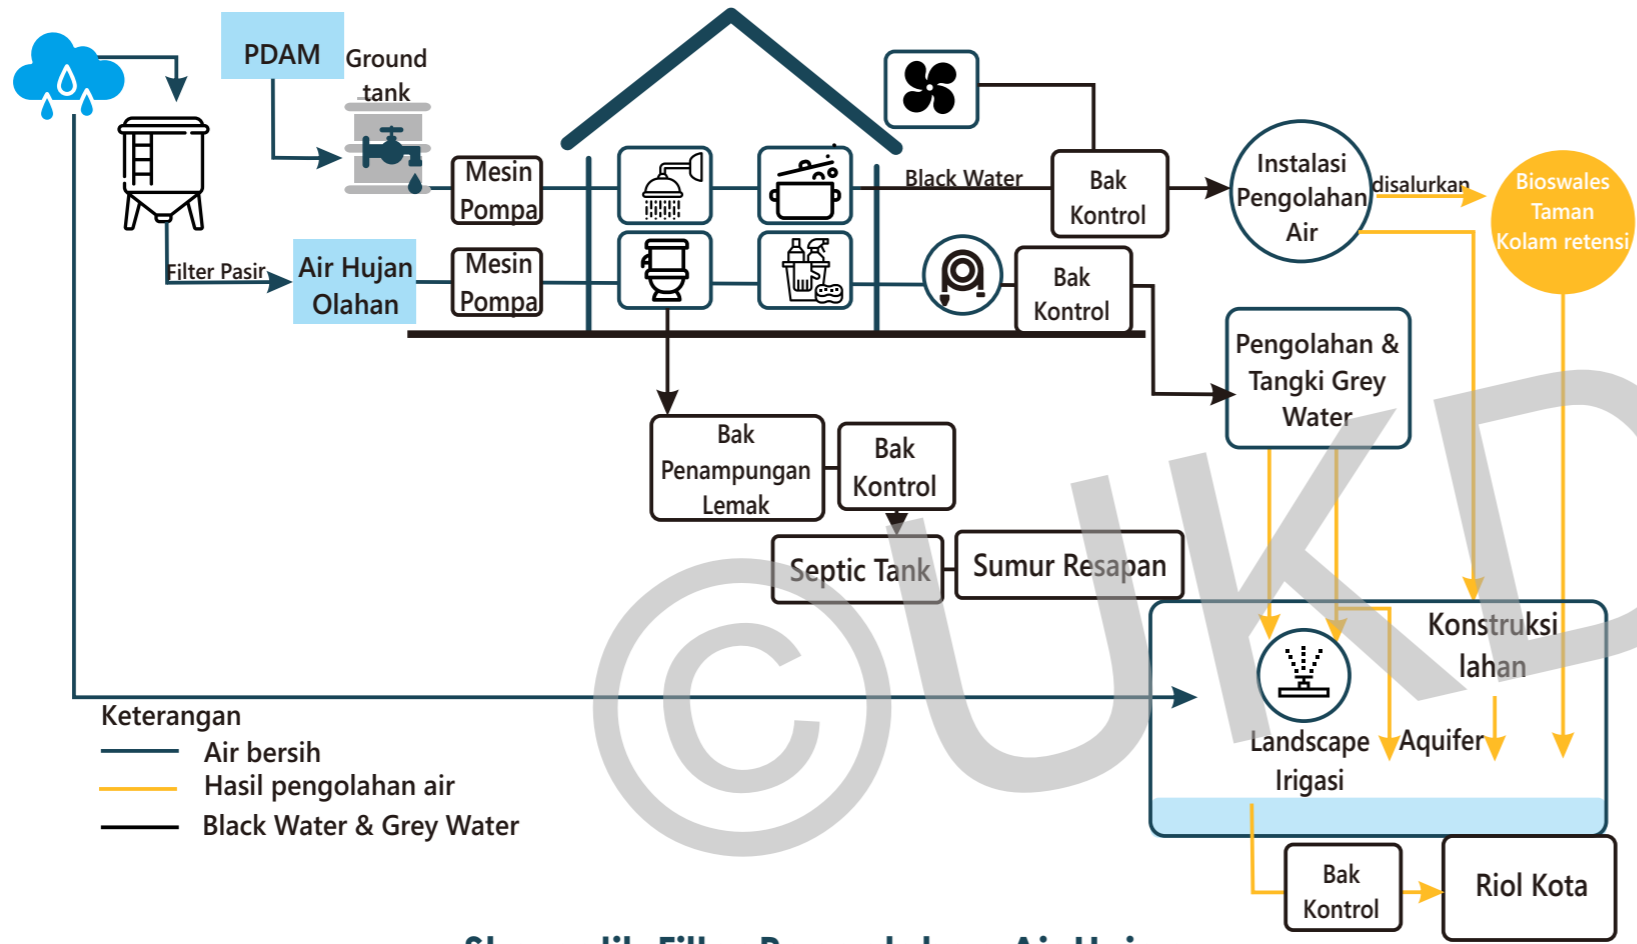 PDAM
Ground
tank
Mesin
Pompa
Black Water
Bak
Kontrol
Instalasi
Pengolahan
Air
disalurkan
Bioswales
Taman
Kolam retensi
Filter Pasir
Air Hujan
Olahan
Mesin
Pompa
Bak
Kontrol
Pengolahan &
Tangki Grey
Water
Bak
Penampungan
Lemak
Bak
Kontrol
Septic Tank
Sumur Resapan
Konstruksi
lahan
Landscape
Irigasi
Aquifer
Keterangan
Air bersih
Hasil pengolahan air
Black Water & Grey Water
Bak
Kontrol
Riol Kota
©UKD